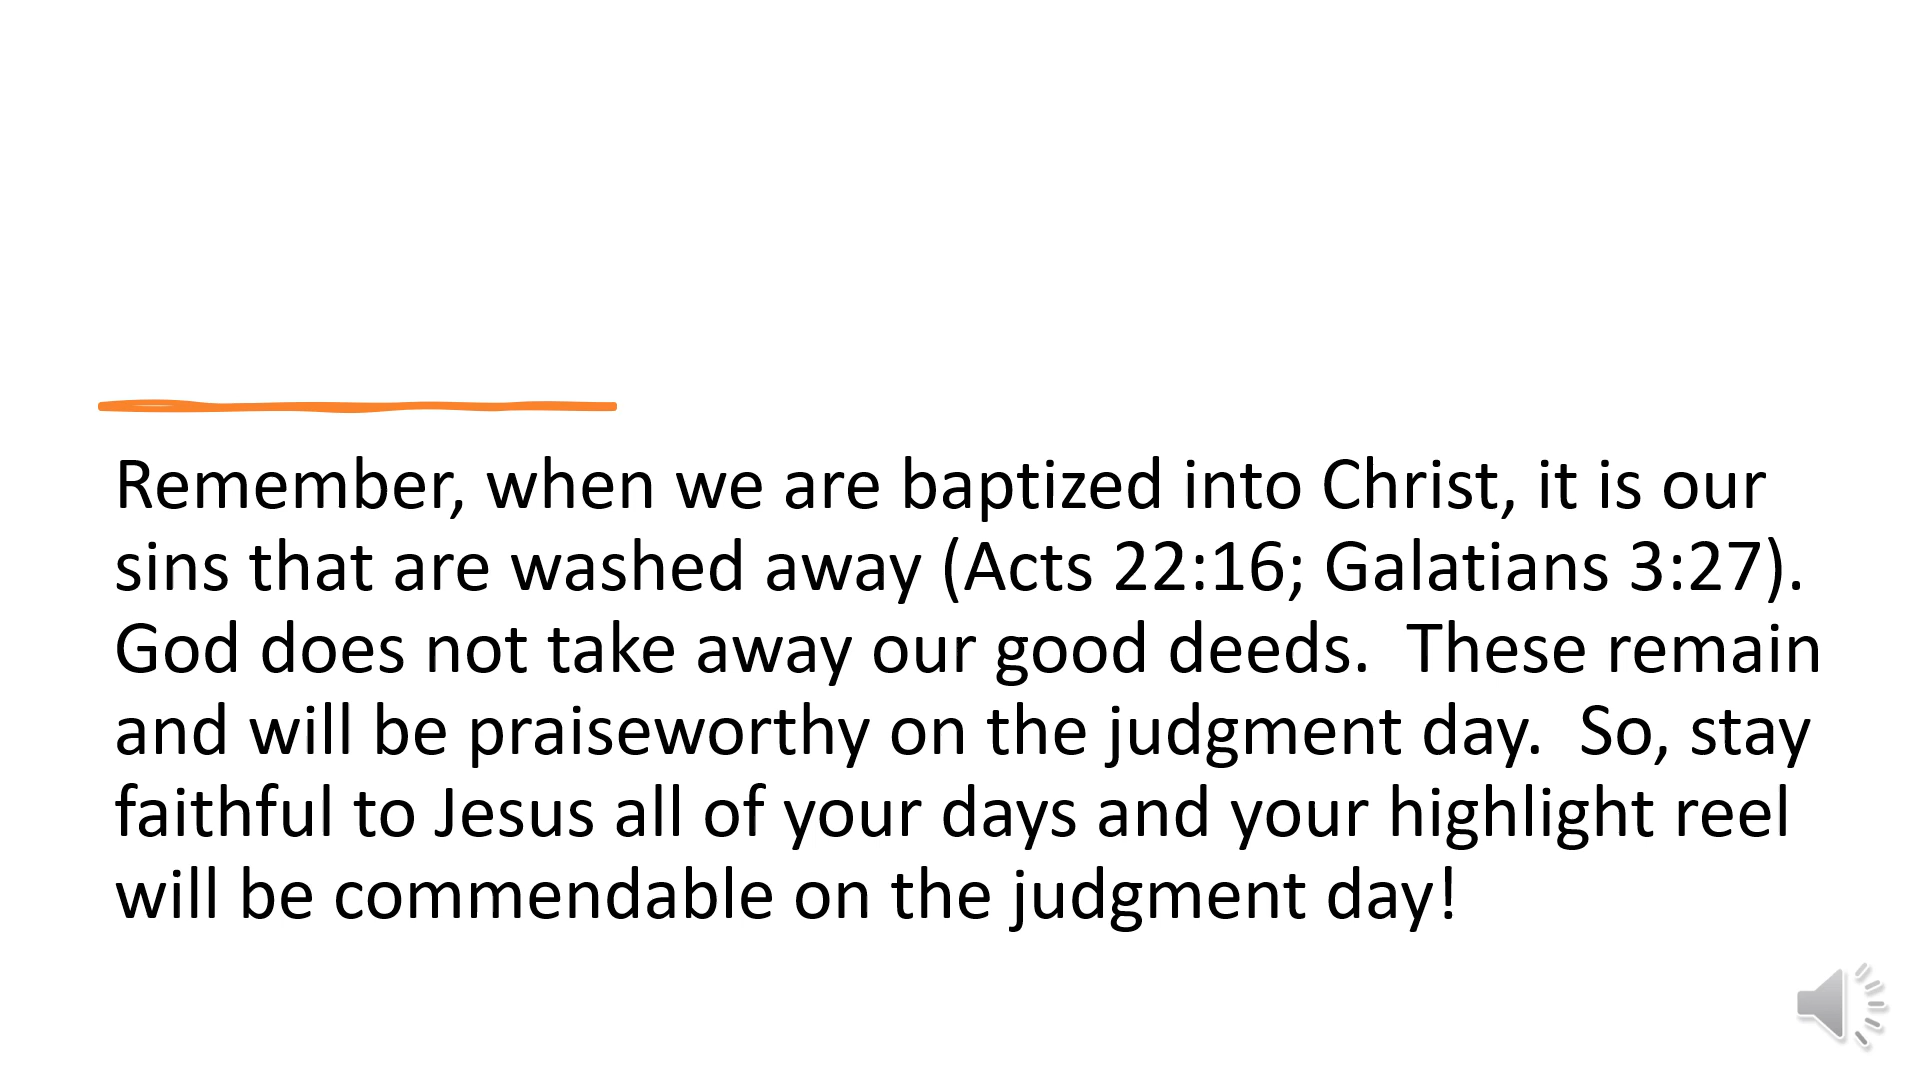 Remember, when we are baptized into Christ, it is our
sins that are washed away (Acts 22:16; Galatians 3:27).
God does not take away our good deeds.  These remain
and will be praiseworthy on the judgment day.  So, stay
faithful to Jesus all of your days and your highlight reel
will be commendable on the judgment day!